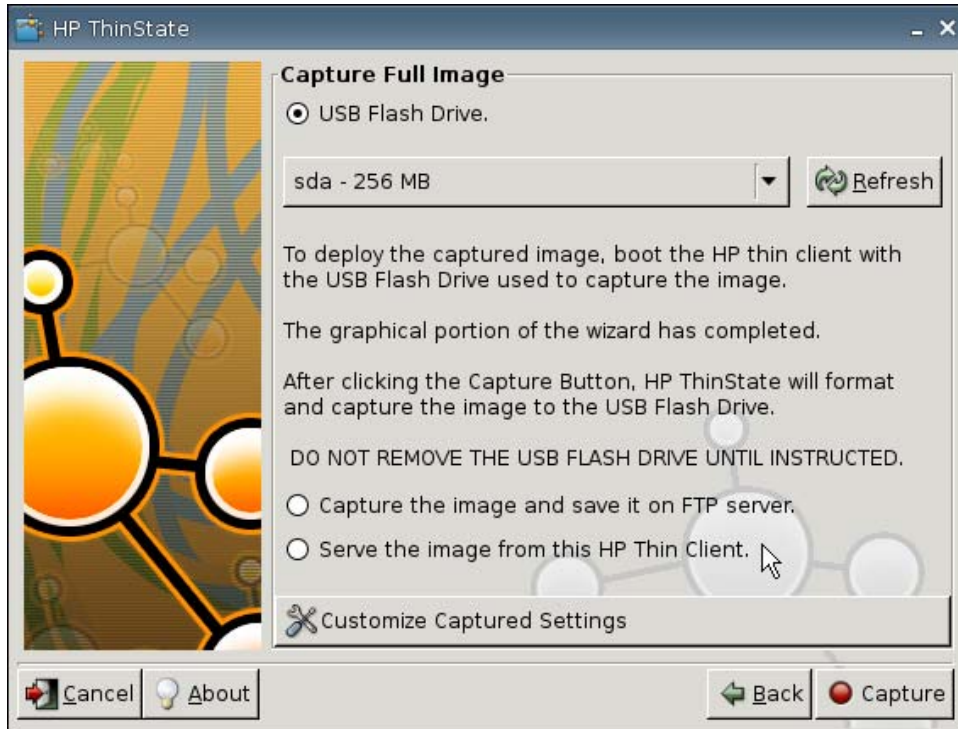 HP ThinState
Capture Full Image
USB Flash Drive.
sda - 256 MB
Refresh
To deploy the captured image, boot the HP thin client with
the USB Flash Drive used to capture the image.
The graphical portion of the wizard has completed.
After clicking the Capture Button, HP ThinState will format
and capture the image to the USB Flash Drive.
DO NOT REMOVE THE USB FLASH DRIVE UNTIL INSTRUCTED.
Capture the image and save it on FTP server.
Serve the image from this HP Thin Client.
Customize Captured Settings
Cancel
About
Back
Capture